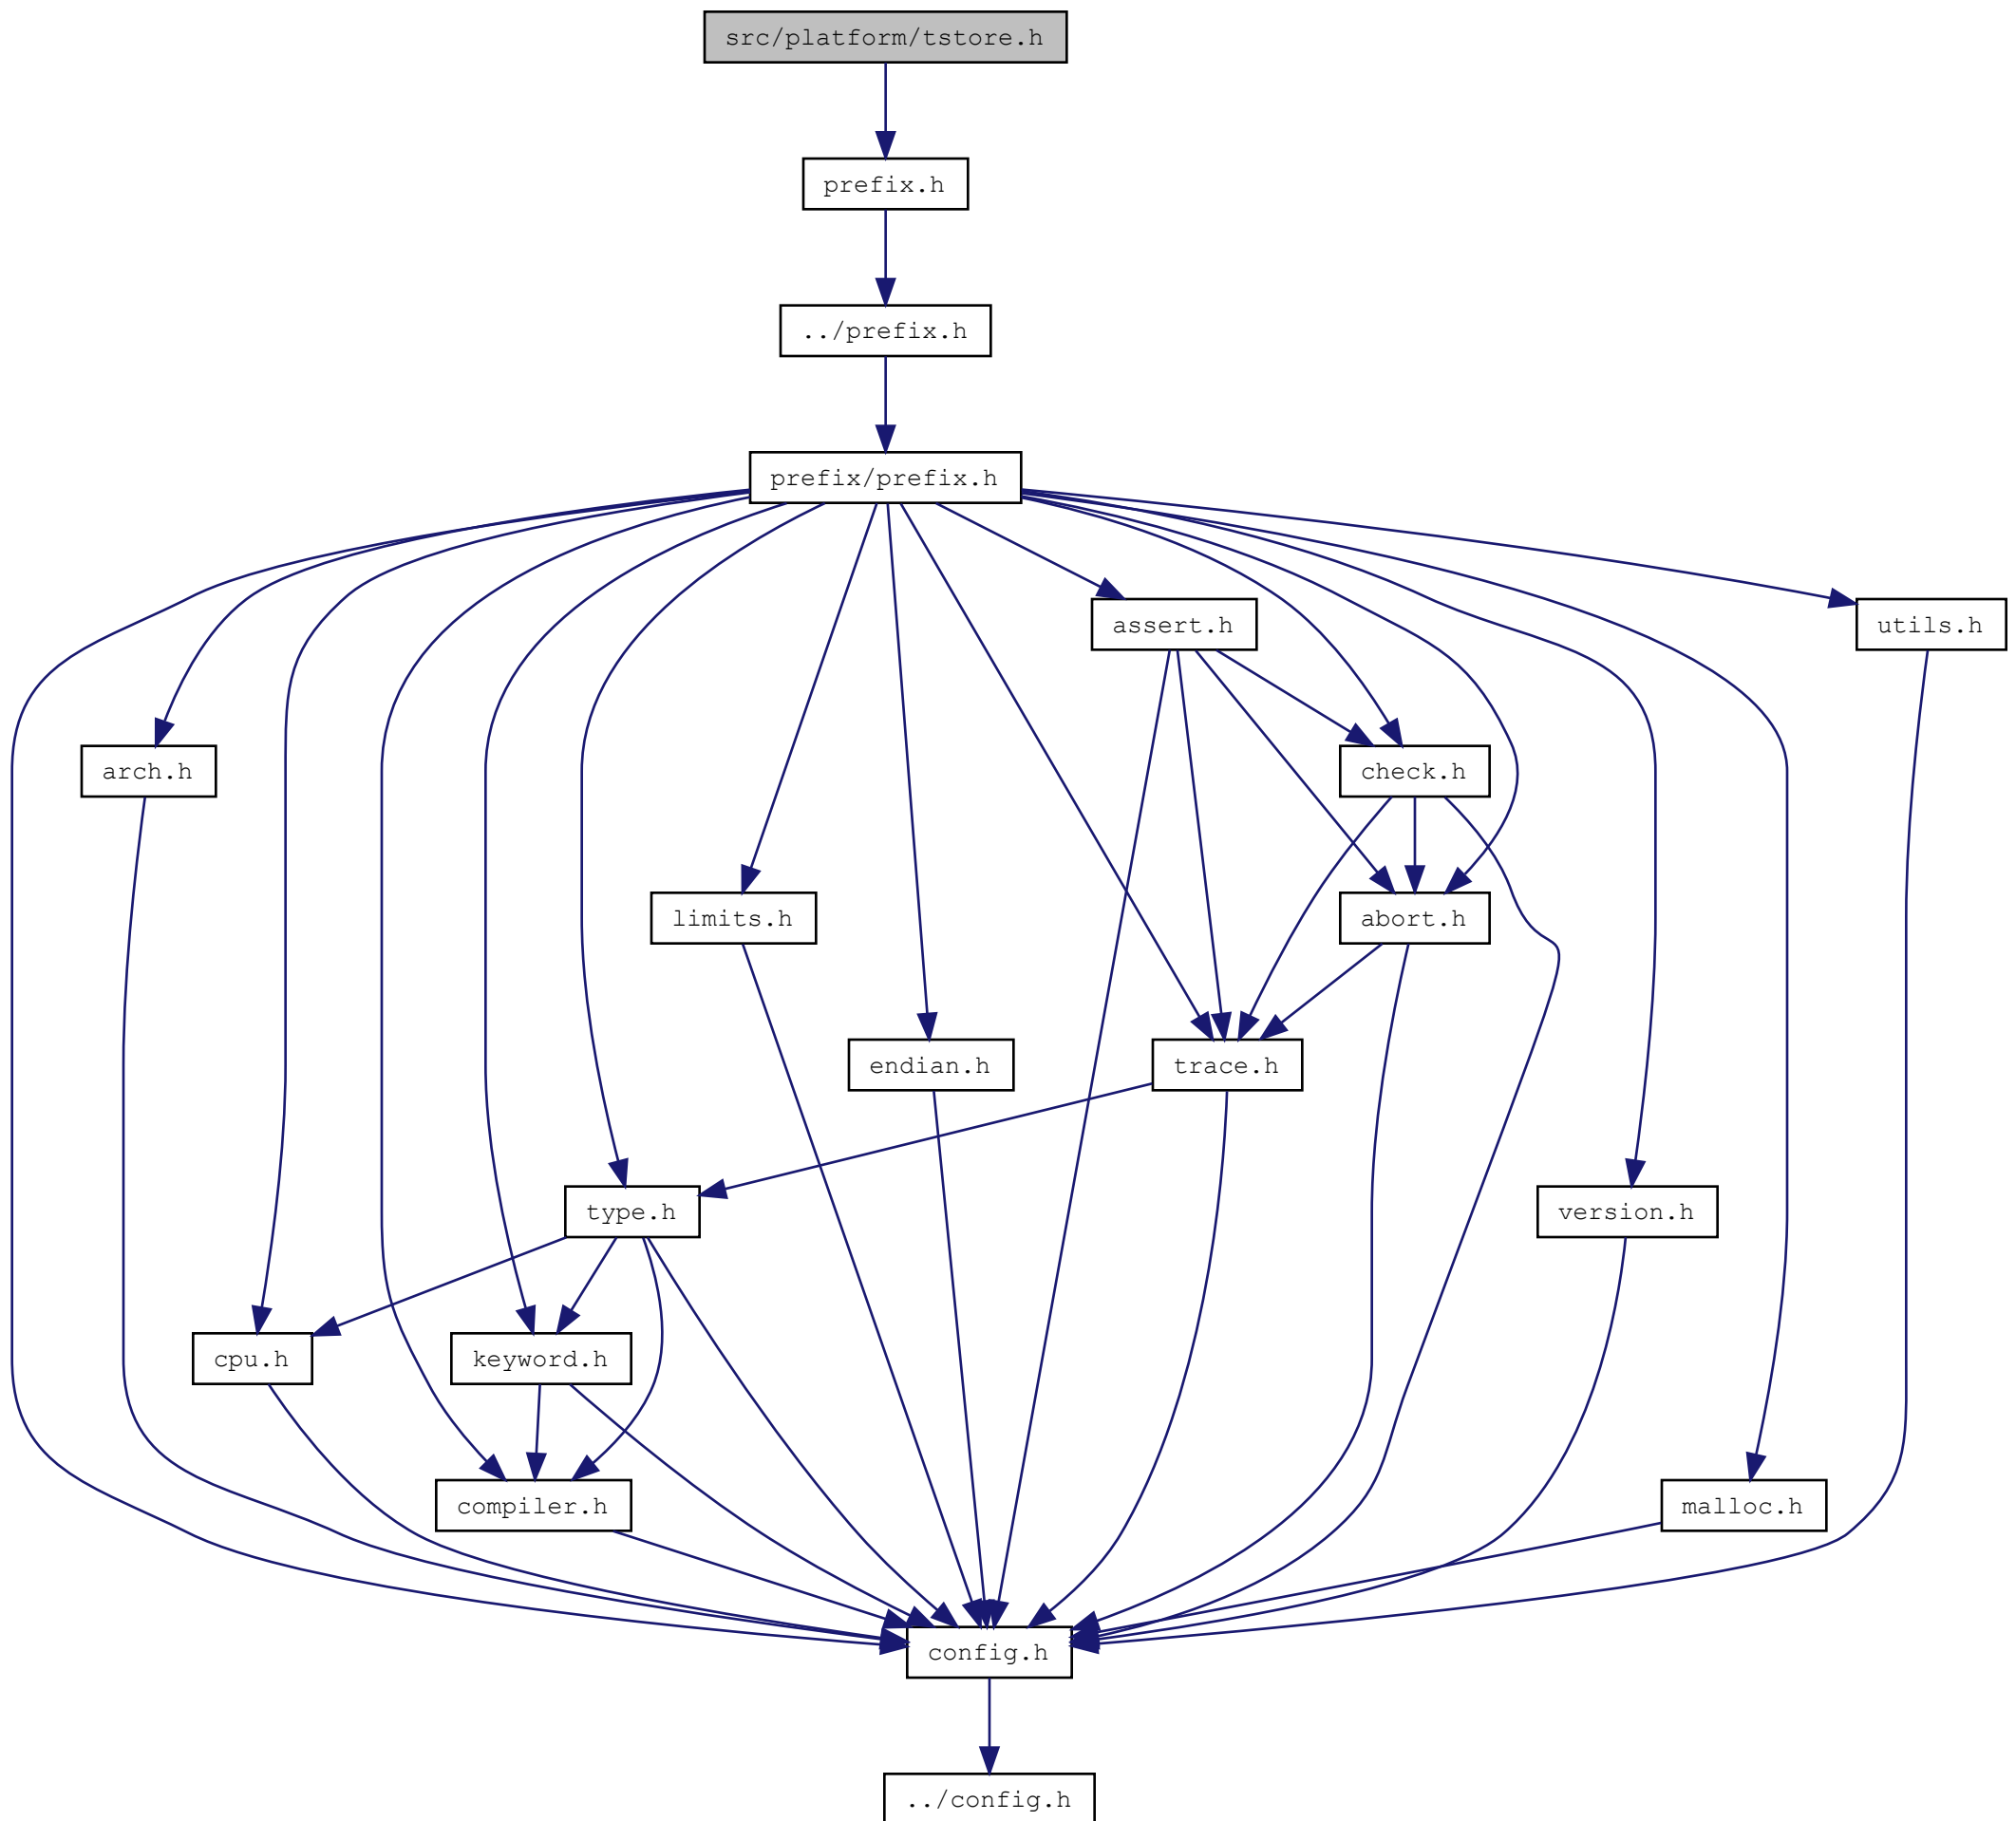 src/platform/tstore.h
prefix.h
../prefix.h
prefix/prefix.h
assert.h
utils.h
arch.h
check.h
limits.h
abort.h
endian.h
trace.h
type.h
version.h
cpu.h
keyword.h
compiler.h
malloc.h
config.h
../config.h